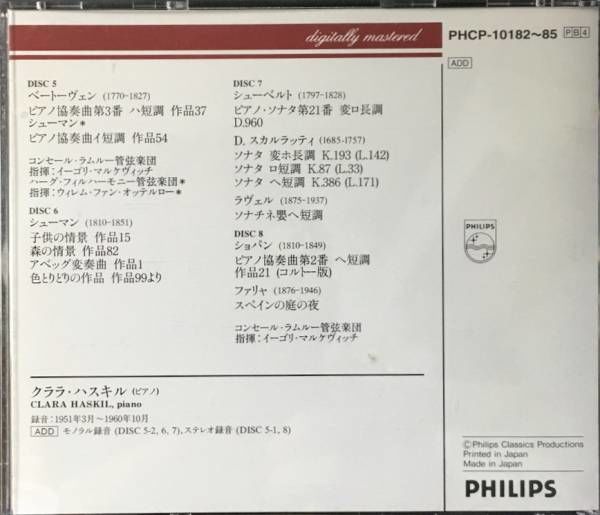 digitally mastered
PHCP-10182~85 PB4
ADD
DISC 5
ベートーヴェン (1770-1827)
ピアノ協奏曲第3番 ハ短調 作品37
シューマン*
ピアノ協奏曲イ短調 作品54
コンセール・ラムルー管弦楽団
指揮：イーゴリ・マルケヴィッチ
ハーグ・フィルハーモニー管弦楽団*
指揮：ウィレム・ファン・オッテルロー*
DISC 6
シューマン (1810-1851)
子供の情景 作品15
森の情景 作品82
アベッグ変奏曲 作品1
色とりどりの作品 作品99より
DISC 7
シューベルト (1797-1828)
ピアノ・ソナタ第21番 変ロ長調
D.960
D. スカルラッティ (1685-1757)
ソナタ 変ホ長調 K.193 (L.142)
ソナタ ロ短調 K.87 (L.33)
ソナタ ヘ短調 K.386 (L.171)
ラヴェル (1875-1937)
ソナチネ嬰ヘ短調
DISC 8
ショパン (1810-1849)
ピアノ協奏曲第2番 ヘ短調
作品21 (コルトー版)
ファリャ (1876-1946)
スペインの庭の夜
コンセール・ラムルー管弦楽団
指揮：イーゴリ・マルケヴィッチ
PHILIPS
クララ・ハスキル (ピアノ)
CLARA HASKIL, piano
録音：1951年3月～1960年10月
ADD モノラル録音 (DISC 5-2, 6, 7), ステレオ録音 (DISC 5-1, 8)
©Philips Classics Productions
Printed in Japan
Made in Japan
PHILIPS